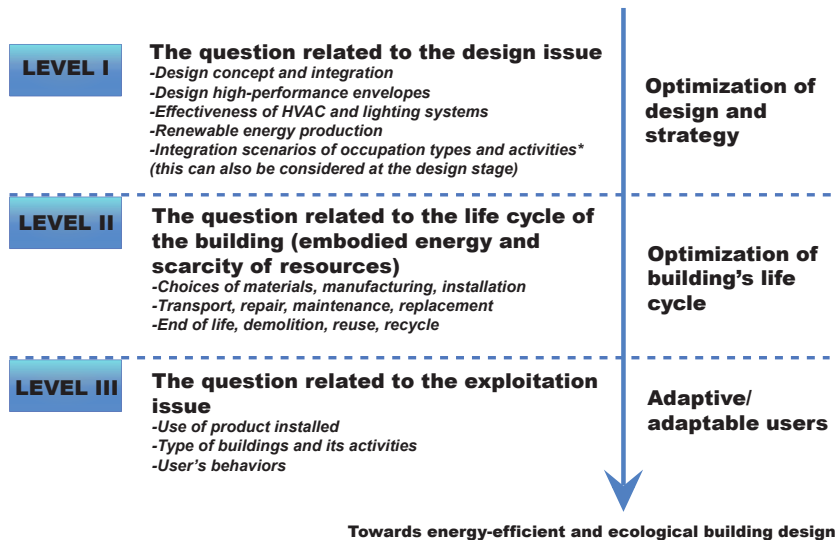 LEVEL I
The question related to the design issue
-Design concept and integration
-Design high-performance envelopes
-Effectiveness of HVAC and lighting systems
-Renewable energy production
-Integration scenarios of occupation types and activities*
(this can also be considered at the design stage)
Optimization of
design and
strategy
LEVEL II
The question related to the life cycle of
the building (embodied energy and
scarcity of resources)
-Choices of materials, manufacturing, installation
-Transport, repair, maintenance, replacement
-End of life, demolition, reuse, recycle
Optimization of
building’s life
cycle
LEVEL III
The question related to the exploitation
issue
-Use of product installed
-Type of buildings and its activities
-User’s behaviors
Adaptive/
adaptable users
Towards energy-efficient and ecological building design